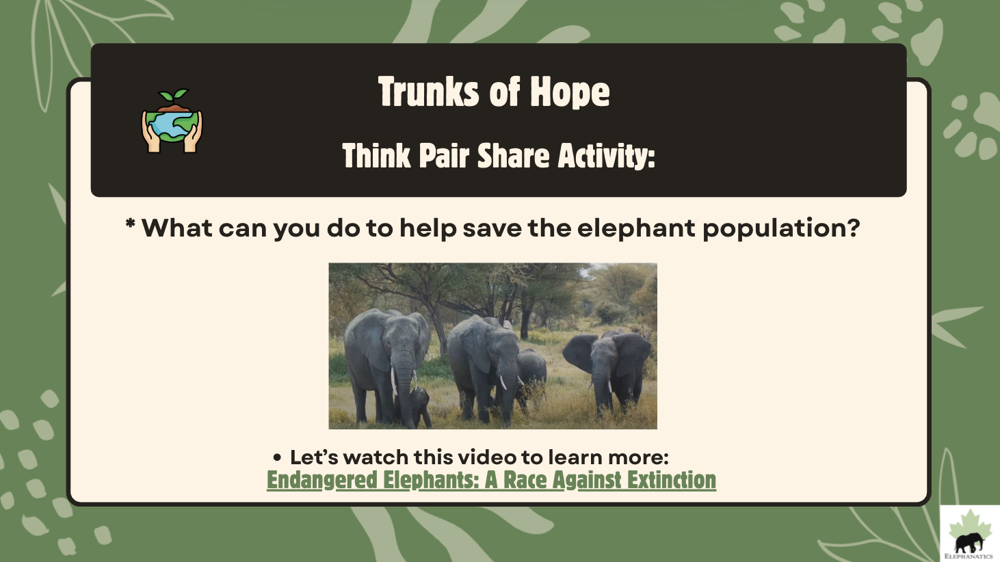 Trunks of Hope
Think Pair Share Activity:
* What can you do to help save the elephant population?
• Let's watch this video to learn more:
Endangered Elephants: A Race Against Extinction
ELEPHANATICS